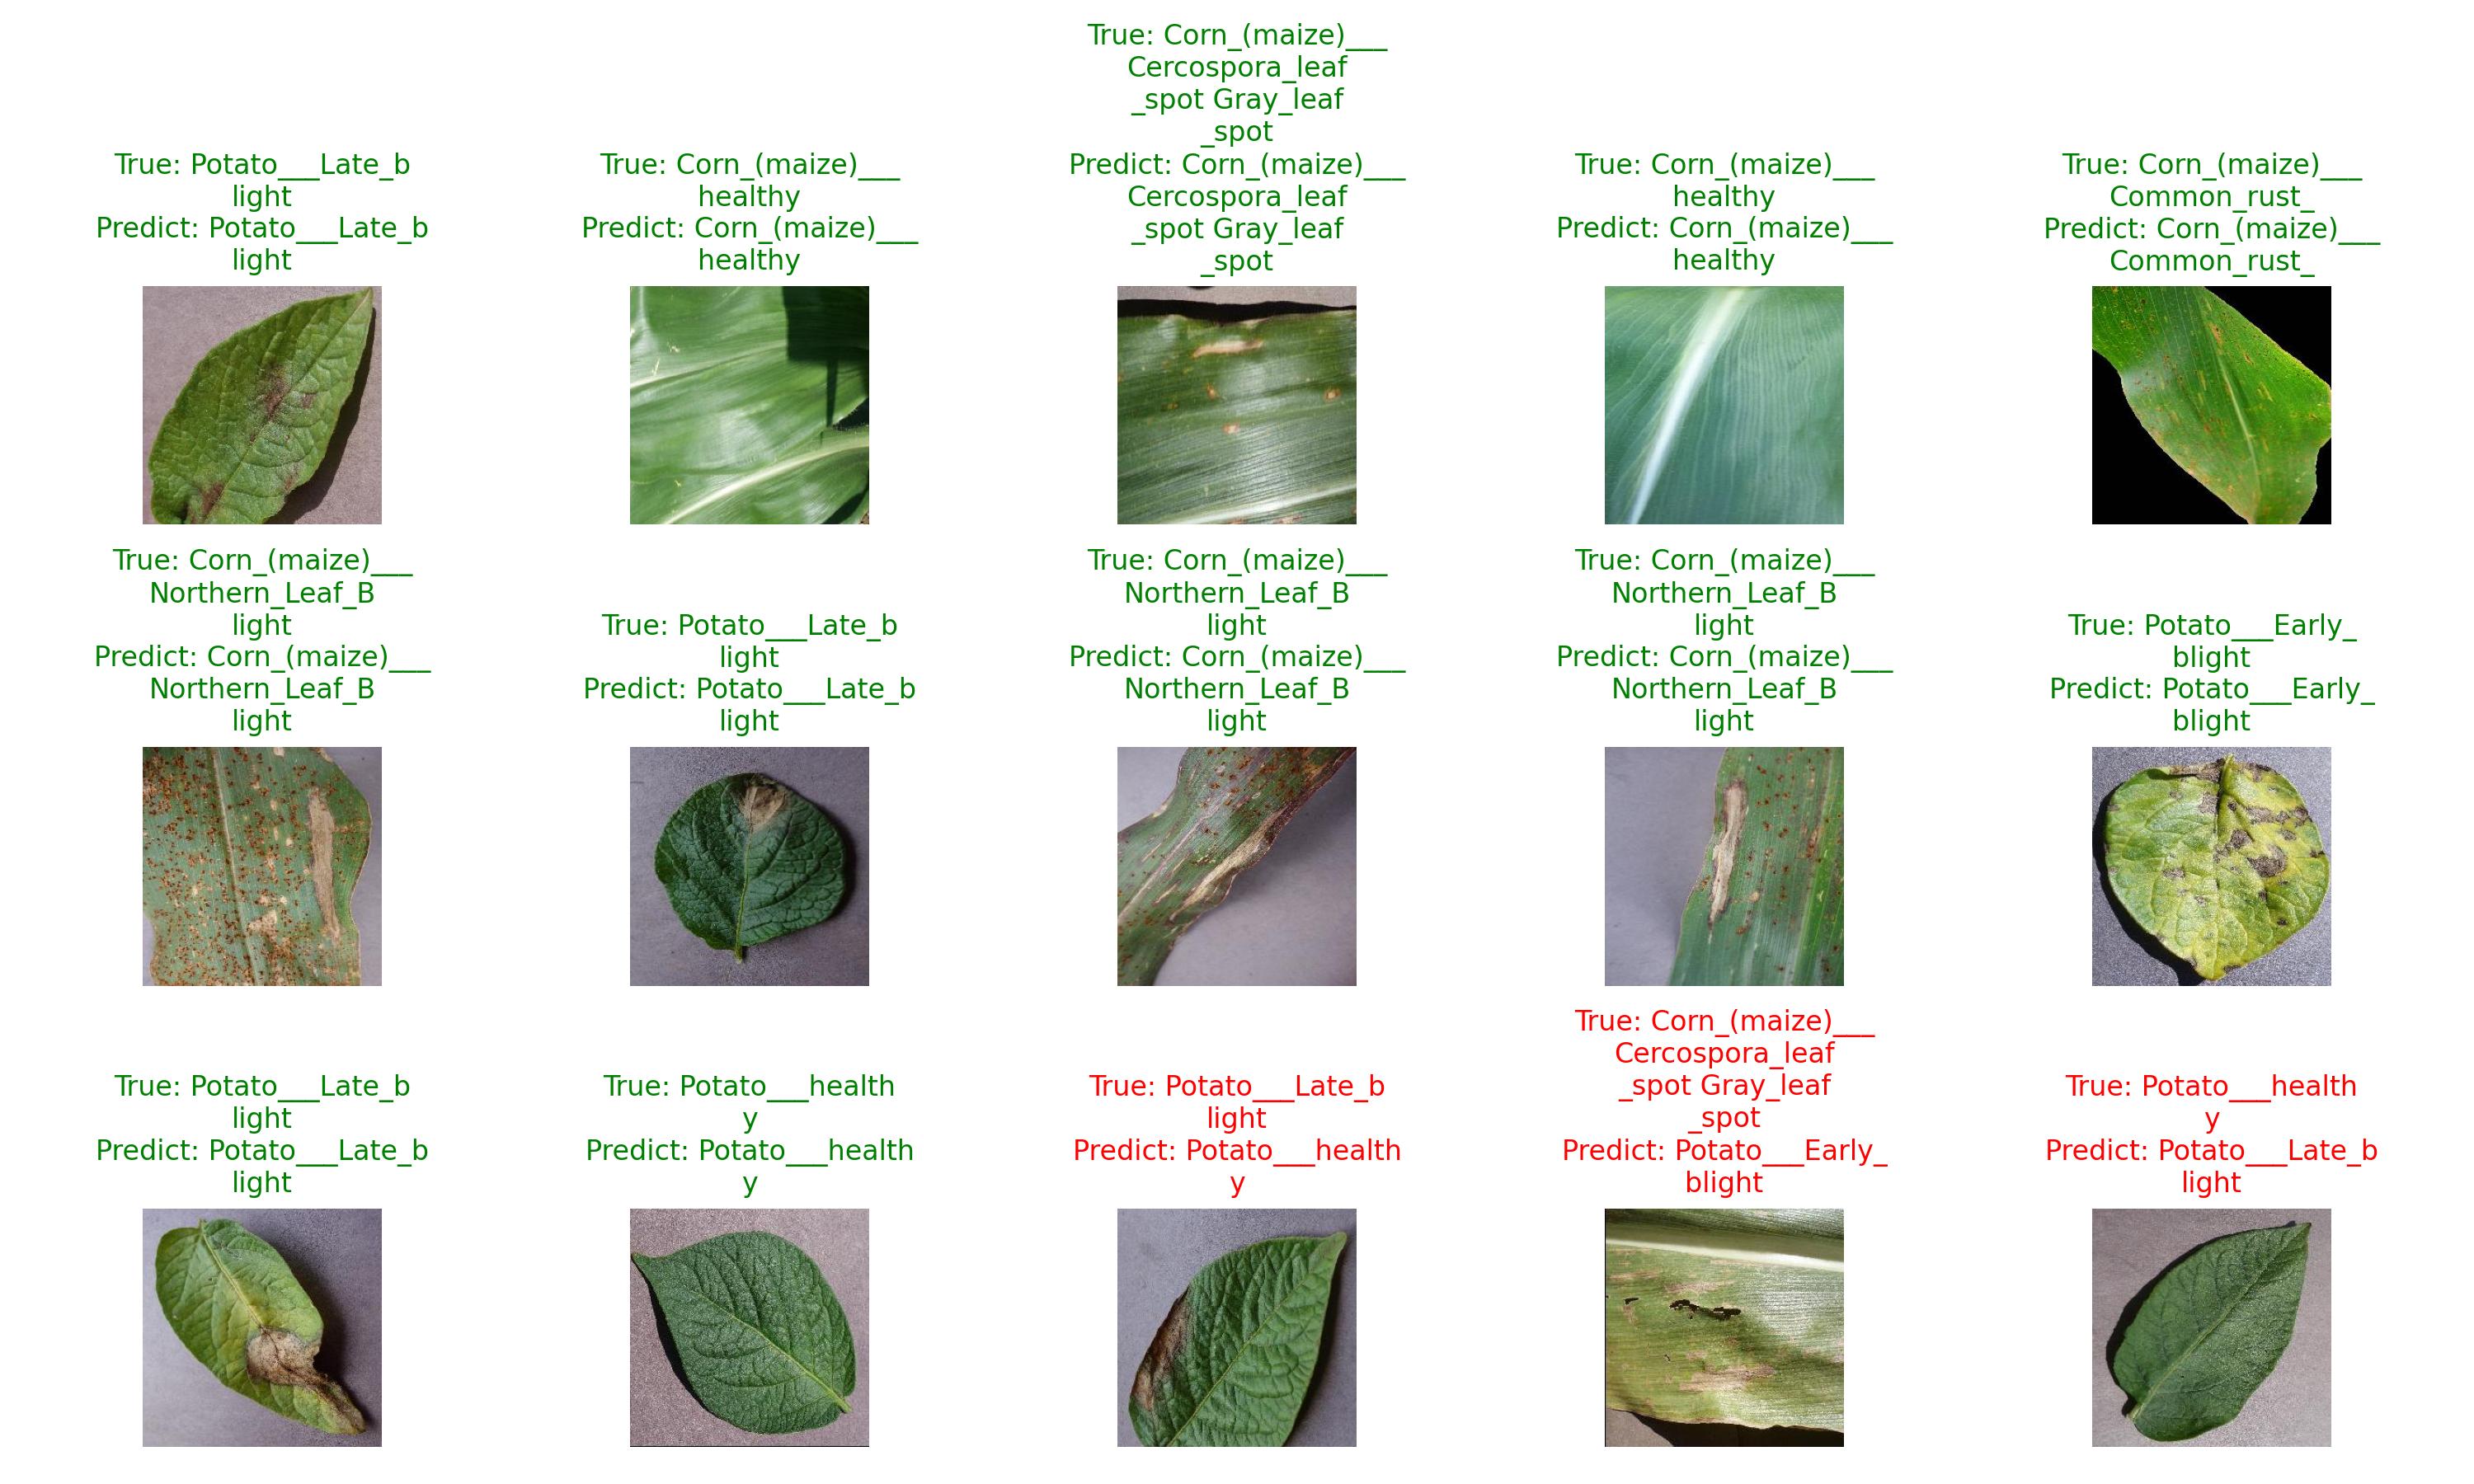 True: Potato___Late_b
light
Predict: Potato___Late_b
light
True: Corn_(maize)___
healthy
Predict: Corn_(maize)___
healthy
True: Corn_(maize)___
Cercospora_leaf
_spot Gray_leaf
_spot
Predict: Corn_(maize)___
Cercospora_leaf
_spot Gray_leaf
_spot
True: Corn_(maize)___
healthy
Predict: Corn_(maize)___
healthy
True: Corn_(maize)___
Common_rust_
Predict: Corn_(maize)___
Common_rust_
True: Corn_(maize)___
Northern_Leaf_B
light
Predict: Corn_(maize)___
Northern_Leaf_B
light
True: Potato___Late_b
light
Predict: Potato___Late_b
light
True: Corn_(maize)___
Northern_Leaf_B
light
Predict: Corn_(maize)___
Northern_Leaf_B
light
True: Corn_(maize)___
Northern_Leaf_B
light
Predict: Corn_(maize)___
Northern_Leaf_B
light
True: Potato___Early_
blight
Predict: Potato___Early_
blight
True: Potato___Late_b
light
Predict: Potato___Late_b
light
True: Potato___health
y
Predict: Potato___health
y
True: Potato___Late_b
light
Predict: Potato___health
y
True: Corn_(maize)___
Cercospora_leaf
_spot Gray_leaf
_spot
Predict: Potato___Early_
blight
True: Potato___health
y
Predict: Potato___Late_b
light